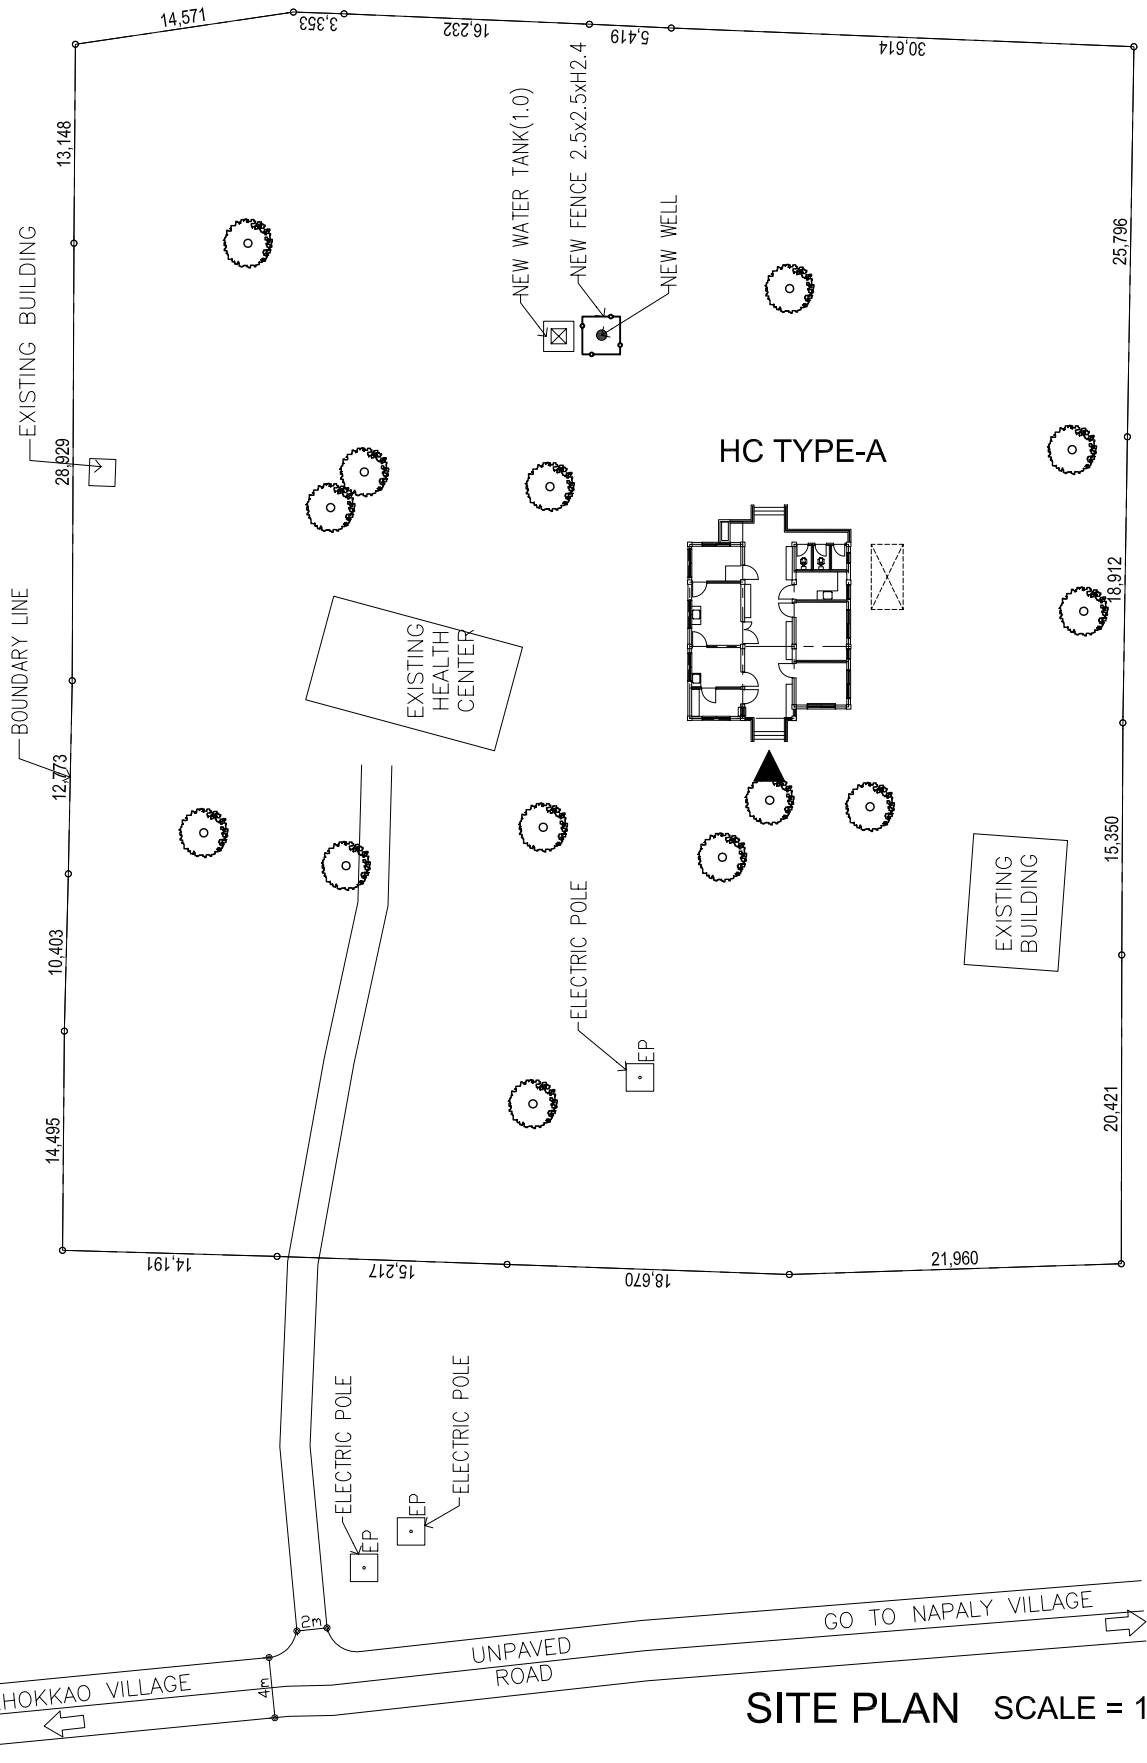 14,571
3,353
16,232
5,419
30,614
13,148
28,929
12,773
10,403
14,495
25,796
18,912
15,350
20,421
14,191
15,217
18,670
21,960
EXISTING BUILDING
BOUNDARY LINE
NEW WATER TANK(1.0)
NEW FENCE 2.5x2.5xH2.4
NEW WELL
HC TYPE-A
EXISTING
HEALTH
CENTER
EXISTING
BUILDING
ELECTRIC POLE
EP
ELECTRIC POLE
EP
ELECTRIC POLE
EP
2m
4m
HOKKAO VILLAGE
UNPAVED
ROAD
GO TO NAPALY VILLAGE
SITE PLAN SCALE = 1